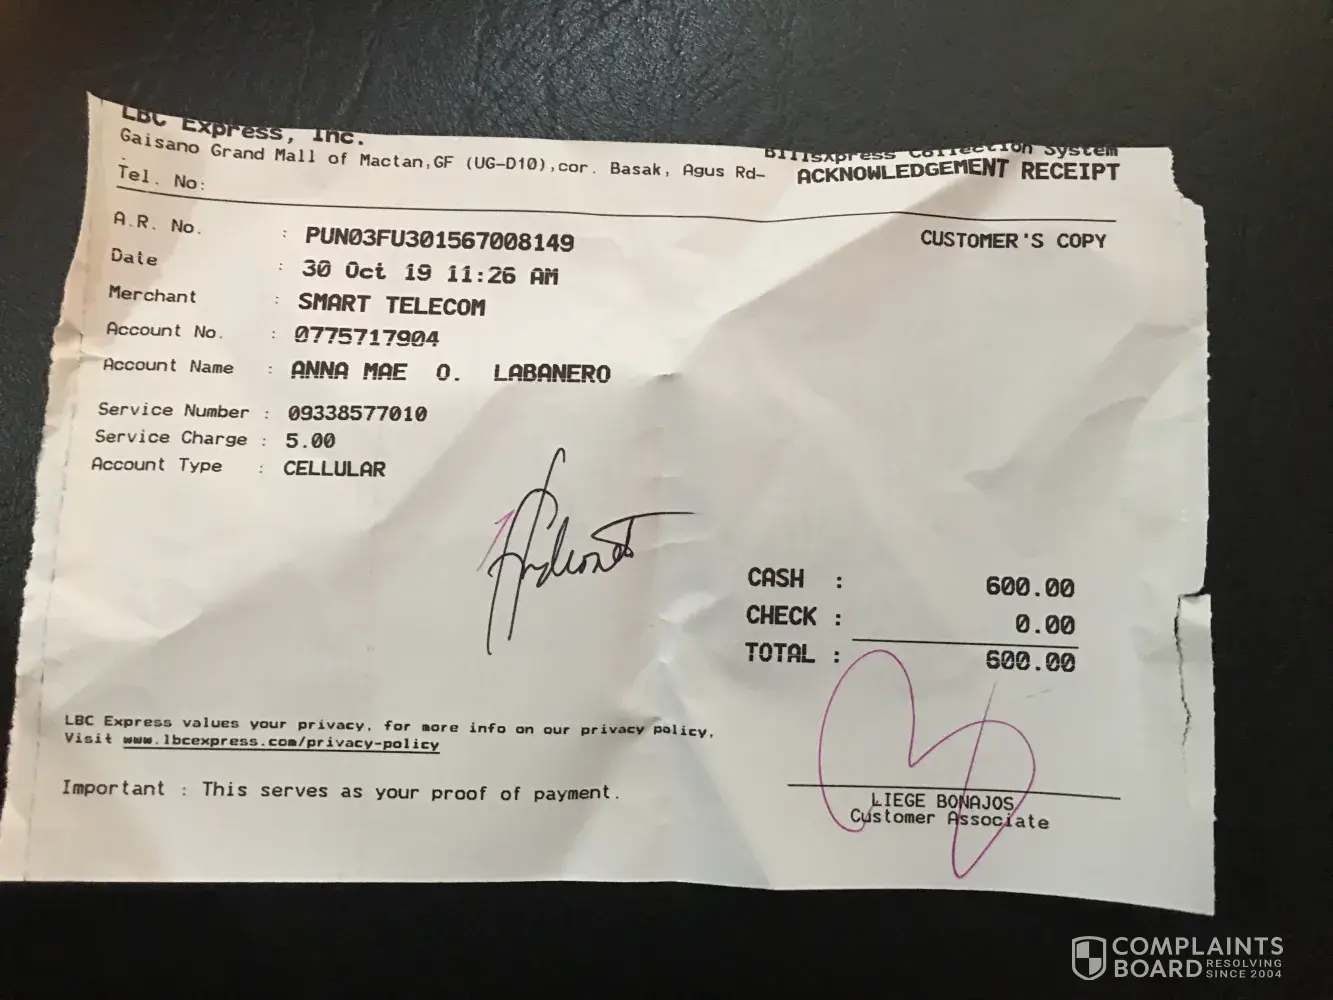 LBC Express, Inc.
Gaisano Grand Mall of Mactan,GF (UG-D10),cor. Basak, Agus Rd-
Tel. No:
BillsXpress Collection System
ACKNOWLEDGEMENT RECEIPT
CUSTOMER'S COPY
A.R. No. : PUN03FU301567008149
Date : 30 Oct 19 11:26 AM
Merchant : SMART TELECOM
Account No. : 0775717904
Account Name : ANNA MAE O. LABANERO
Service Number : 09338577010
Service Charge : 5.00
Account Type : CELLULAR
CASH : 600.00
CHECK : 0.00
TOTAL : 600.00
LBC Express values your privacy, for more info on our privacy policy,
Visit www.lbcexpress.com/privacy-policy
Important : This serves as your proof of payment.
LIEGE BONAJOS
Customer Associate
COMPLAINTS
BOARD RESOLVING
SINCE 2004